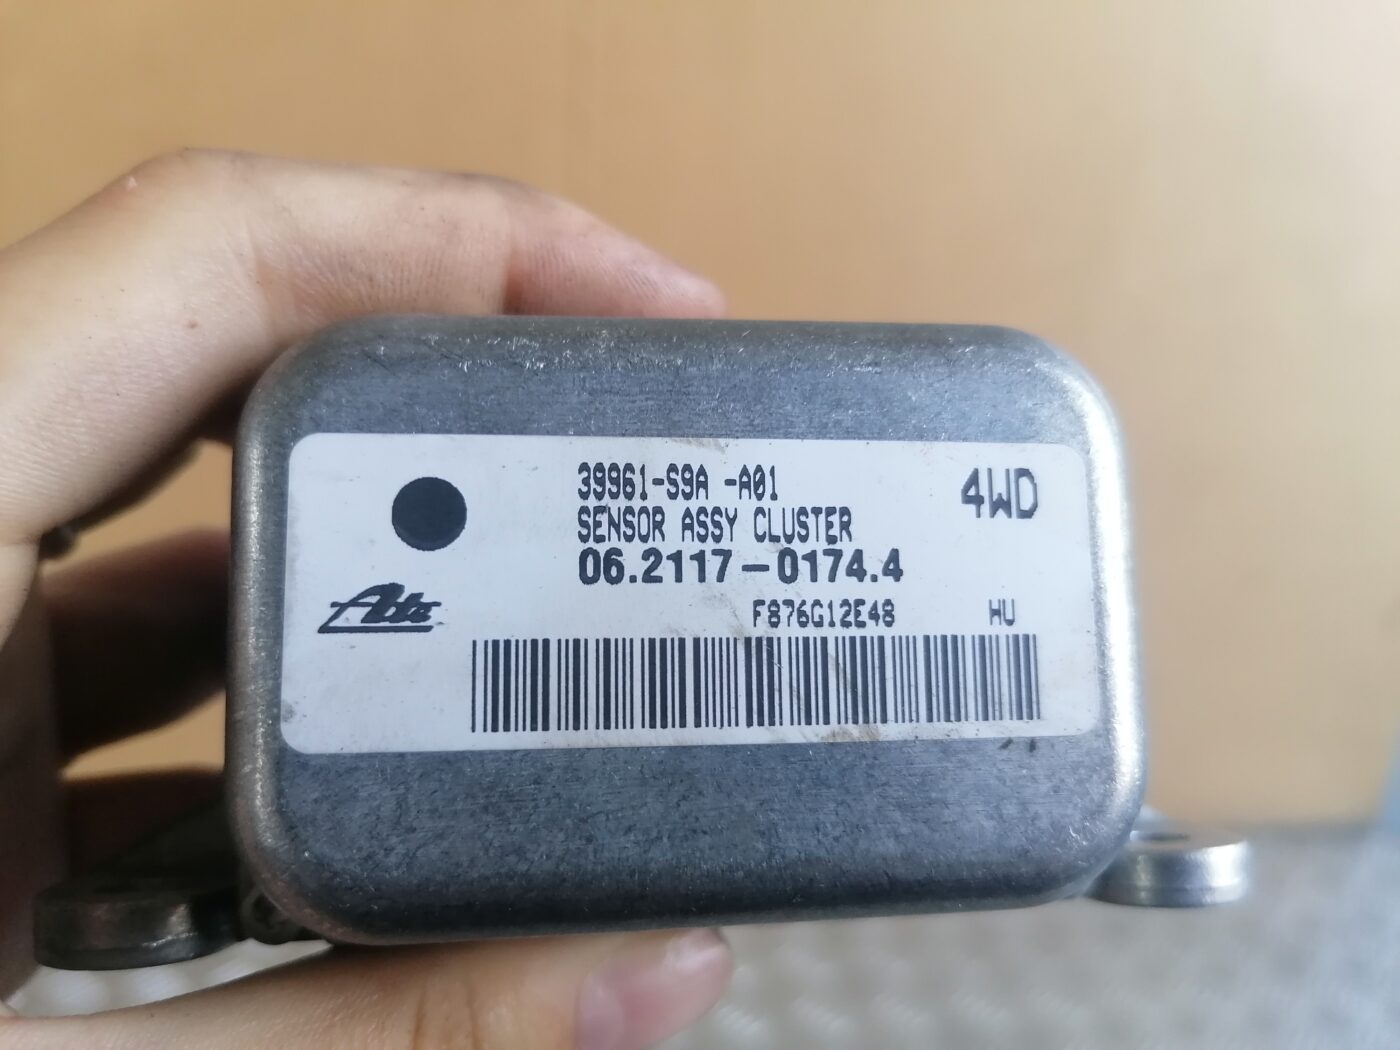 39961-S9A -A01
4WD
SENSOR ASSY CLUSTER
06.2117-0174.4
Ate
F876G12E48 HU